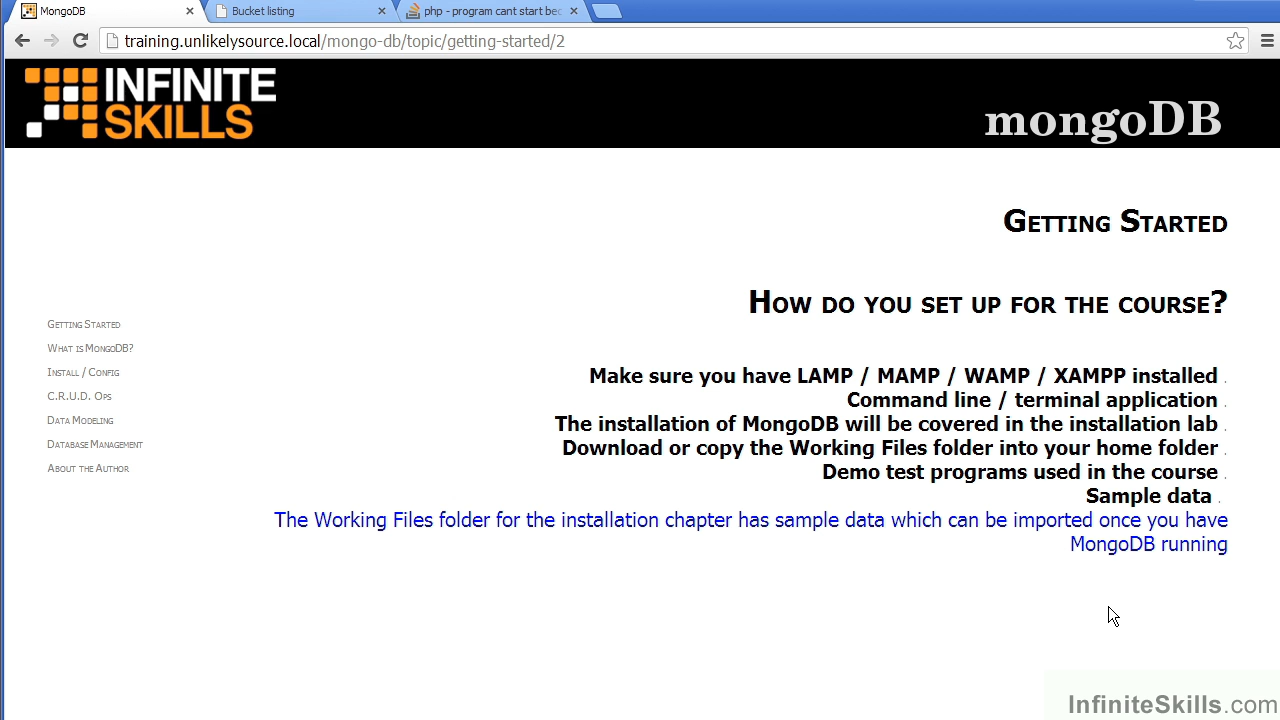 MongoDB
Bucket listing
php - program cant start bec
training.unlikelysource.local/mongo-db/topic/getting-started/2
INFINITE
SKILLS
mongoDB
Getting Started
How do you set up for the course?
Getting Started
What is MongoDB?
Install / Config
C.R.U.D. Ops
Data Modeling
Database Management
About the Author
Make sure you have LAMP / MAMP / WAMP / XAMPP installed .
Command line / terminal application .
The installation of MongoDB will be covered in the installation lab .
Download or copy the Working Files folder into your home folder .
Demo test programs used in the course .
Sample data .
The Working Files folder for the installation chapter has sample data which can be imported once you have
MongoDB running
InfiniteSkills.com